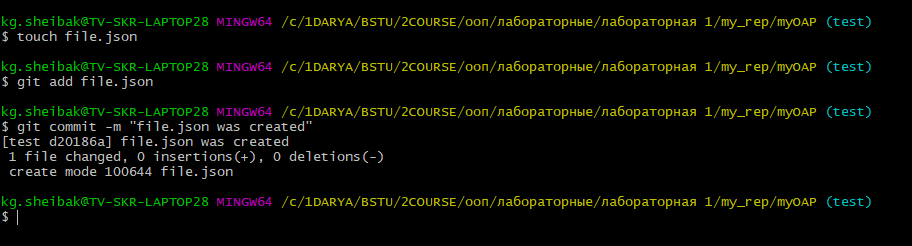 kg.sheibak@TV-SKR-LAPTOP28 MINGW64 /c/1DARYA/BSTU/2COURSE/ооп/лабораторные/лабораторная 1/my_rep/myOAP (test)
$ touch file.json
kg.sheibak@TV-SKR-LAPTOP28 MINGW64 /c/1DARYA/BSTU/2COURSE/ооп/лабораторные/лабораторная 1/my_rep/myOAP (test)
$ git add file.json
kg.sheibak@TV-SKR-LAPTOP28 MINGW64 /c/1DARYA/BSTU/2COURSE/ооп/лабораторные/лабораторная 1/my_rep/myOAP (test)
$ git commit -m "file.json was created"
[test d20186a] file.json was created
 1 file changed, 0 insertions(+), 0 deletions(-)
 create mode 100644 file.json
kg.sheibak@TV-SKR-LAPTOP28 MINGW64 /c/1DARYA/BSTU/2COURSE/ооп/лабораторные/лабораторная 1/my_rep/myOAP (test)
$